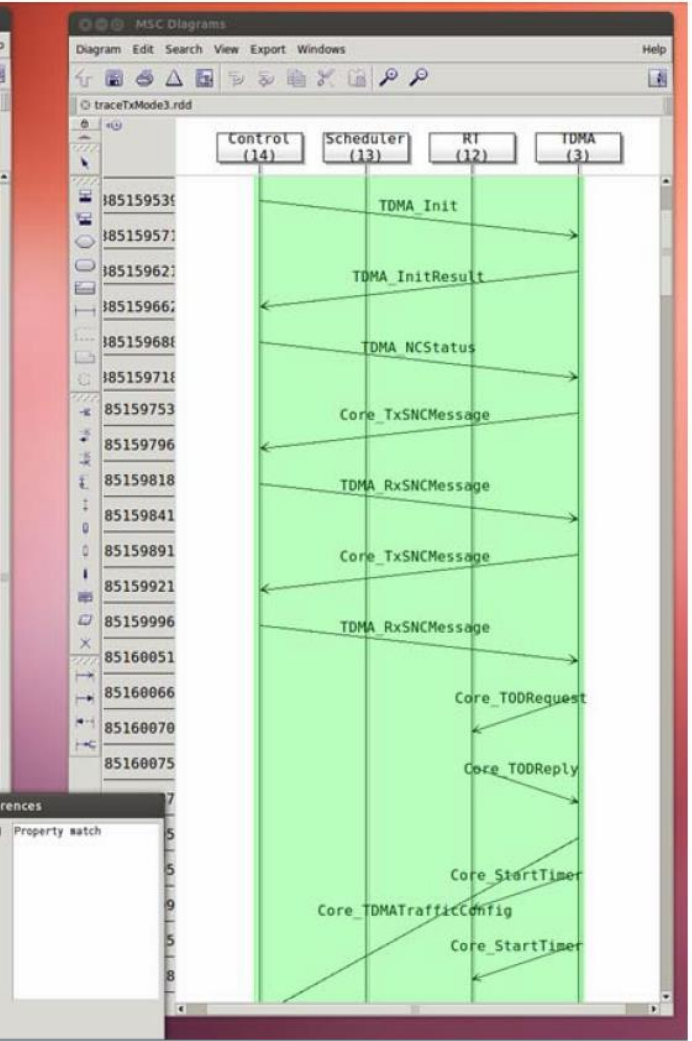 MSC Diagrams
Diagram Edit Search View Export Windows Help
traceTxMode3.rdd
Control Scheduler RT TDMA
(14) (13) (12) (3)
TDMA_Init
TDMA_InitResult
TDMA_NCStatus
85159753
Core_TxSNCMessage
85159796
85159818
TDMA_RxSNCMessage
85159841
85159891
Core_TxSNCMessage
85159921
85159996
TDMA_RxSNCMessage
85160051
85160066
Core_TODRequest
85160070
85160075
Core_TODReply
rences
Property match
Core_StartTimer
Core_TDMATrafficConfig
Core_StartTimer